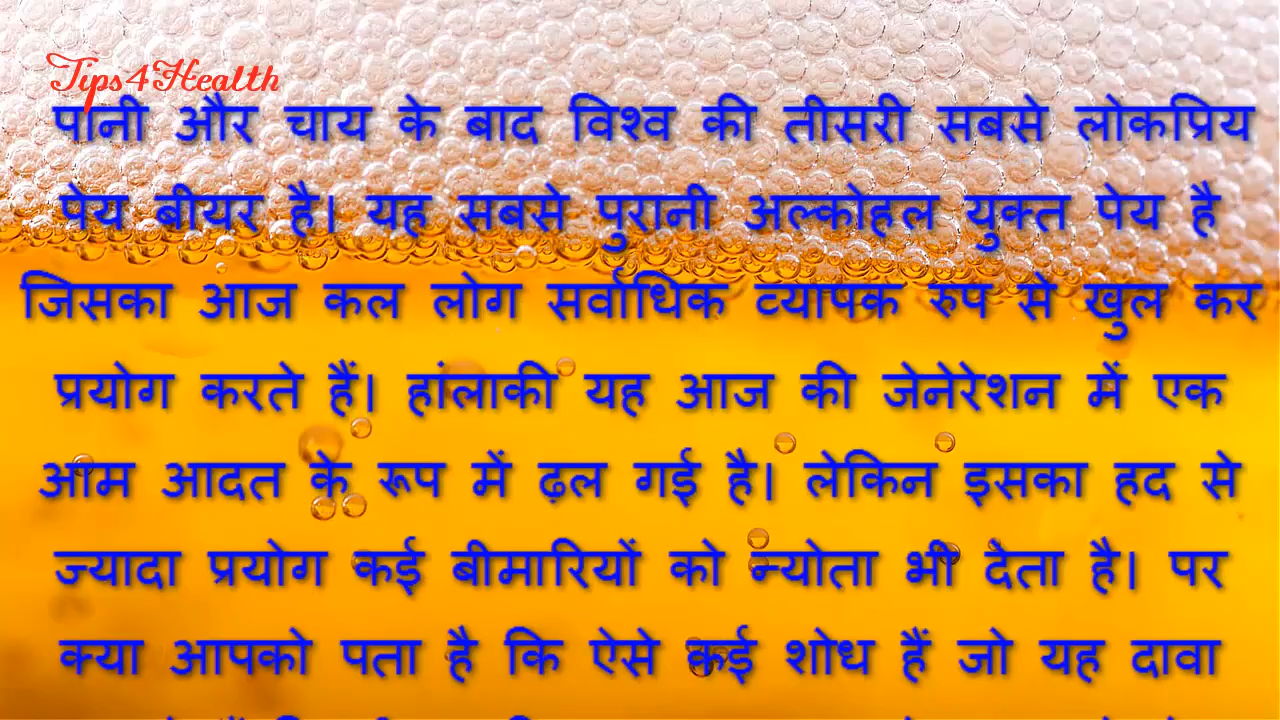 Tips4Health
पानी और चाय के बाद विश्व की तीसरी सबसे लोकप्रिय
पेय बीयर है। यह सबसे पुरानी अल्कोहल युक्त पेय है
जिसका आज कल लोग सर्वाधिक व्यापक रुप से खुल कर
प्रयोग करते हैं। हांलाकी यह आज की जेनेरेशन में एक
आम आदत के रूप में ढ़ल गई है। लेकिन इसका हद से
ज्यादा प्रयोग कई बीमारियों को न्योता भी देता है। पर
क्या आपको पता है कि ऐसे कई शोध हैं जो यह दावा